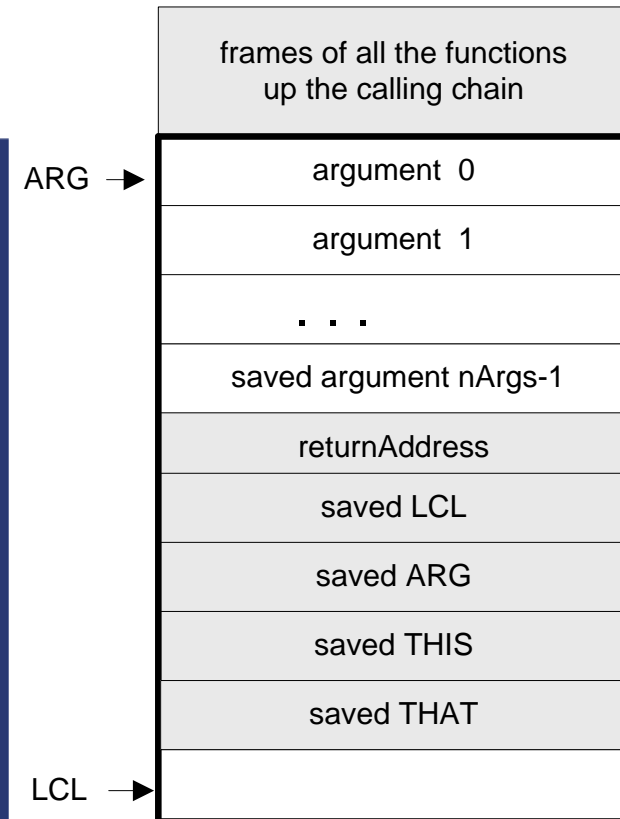 frames of all the functions
up the calling chain
ARG
argument 0
argument 1
. . .
saved argument nArgs-1
returnAddress
saved LCL
saved ARG
saved THIS
saved THAT
LCL